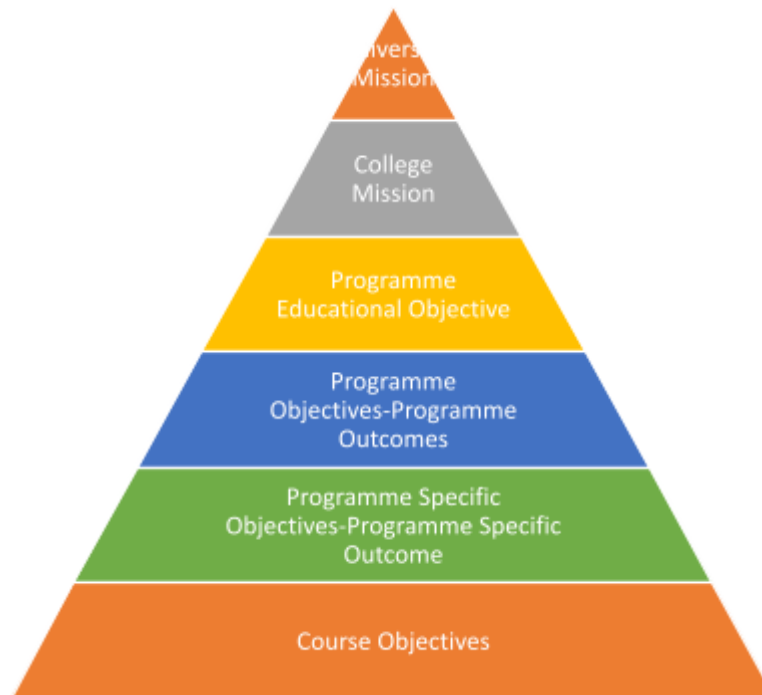 Mission
College
Mission
Programme
Educational Objective
Programme
Objectives-Programme
Outcomes
Programme Specific
Objectives-Programme Specific
Outcome
Course Objectives